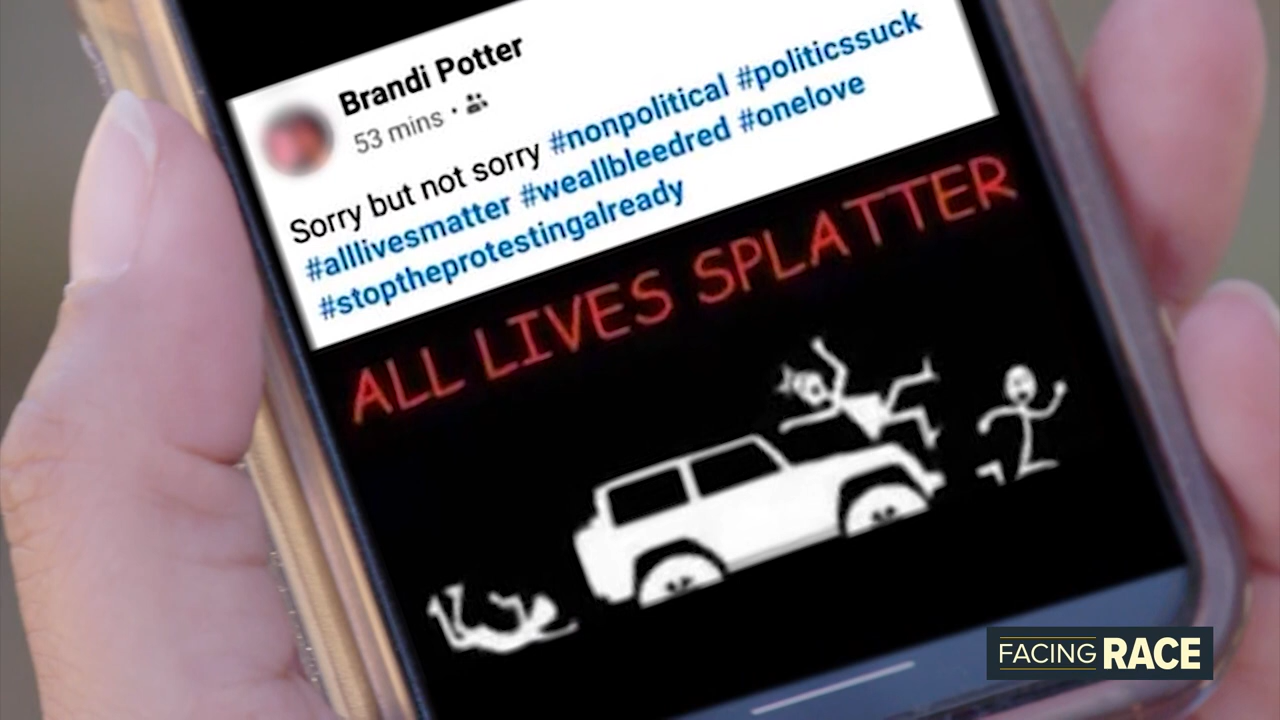 Brandi Potter
53 mins ·
Sorry but not sorry #nonpolitical #politicssuck
#alllivesmatter #weallbleedred #onelove
#stoptheprotestingalready
ALL LIVES SPLATTER
FACING RACE